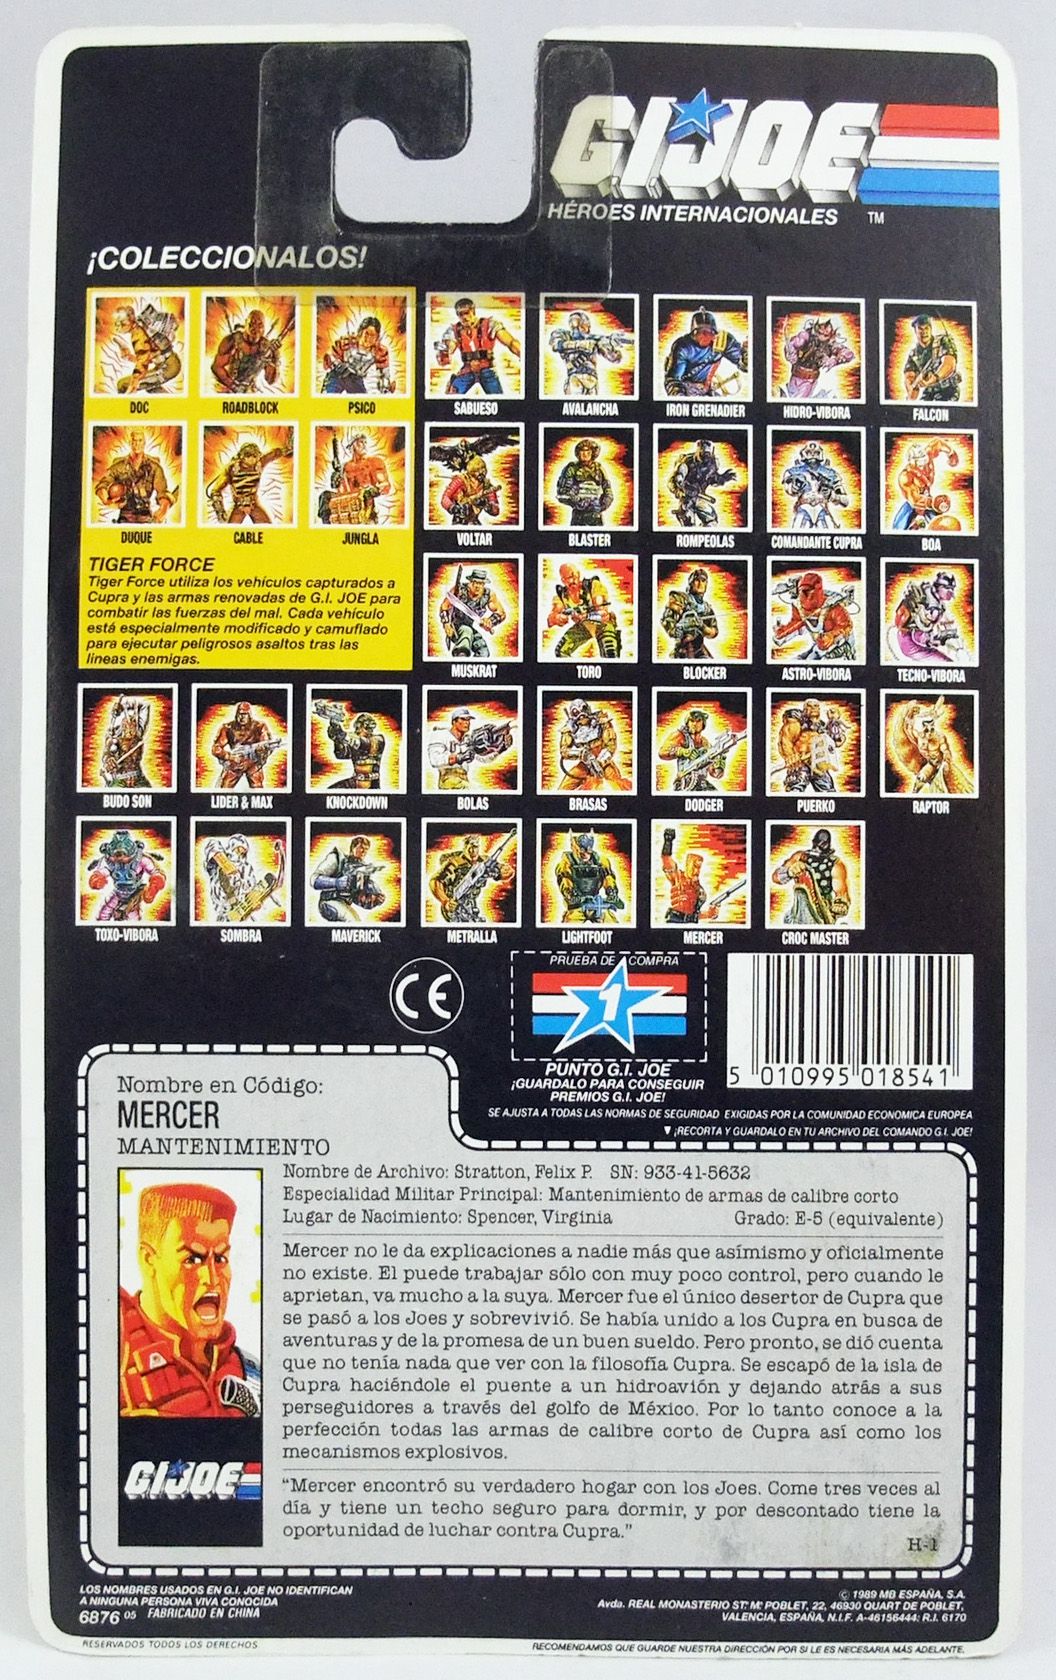 GIJOE
HÉROES INTERNACIONALES ™
¡COLECCIONALOS!
DOC ROADBLOCK PSICO SABUESO AVALANCHA IRON GRENADIER HIDRO-VIBORA FALCON
DUQUE CABLE JUNGLA VOLTAR BLASTER ROMPEOLAS COMANDANTE CUPRA BOA
TIGER FORCE
Tiger Force utiliza los vehículos capturados a
Cupra y las armas renovadas de G.I. JOE para
combatir las fuerzas del mal. Cada vehículo
está especialmente modificado y camuflado
para ejecutar peligrosos asaltos tras las
líneas enemigas.
MUSKRAT TORO BLOCKER ASTRO-VIBORA TECNO-VIBORA
BUDO SON LIDER & MAX KNOCKDOWN BOLAS BRASAS DODGER PUERKO RAPTOR
TOXO-VIBORA SOMBRA MAVERICK METRALLA LIGHTFOOT MERCER CROC MASTER
CE
PRUEBA DE COMPRA
1
PUNTO G.I. JOE
¡GUARDALO PARA CONSEGUIR
PREMIOS G.I. JOE!
5 010995 018541
SE AJUSTA A TODAS LAS NORMAS DE SEGURIDAD EXIGIDAS POR LA COMUNIDAD ECONOMICA EUROPEA
▼ ¡RECORTA Y GUARDALO EN TU ARCHIVO DEL COMANDO G.I. JOE!
Nombre en Código:
MERCER
MANTENIMIENTO
Nombre de Archivo: Stratton, Felix P. SN: 933-41-5632
Especialidad Militar Principal: Mantenimiento de armas de calibre corto
Lugar de Nacimiento: Spencer, Virginia Grado: E-5 (equivalente)
Mercer no le da explicaciones a nadie más que asímismo y oficialmente
no existe. El puede trabajar sólo con muy poco control, pero cuando le
aprietan, va mucho a la suya. Mercer fue el único desertor de Cupra que
se pasó a los Joes y sobrevivió. Se había unido a los Cupra en busca de
aventuras y de la promesa de un buen sueldo. Pero pronto, se dió cuenta
que no tenía nada que ver con la filosofía Cupra. Se escapó de la isla de
Cupra haciéndole el puente a un hidroavión y dejando atrás a sus
perseguidores a través del golfo de México. Por lo tanto conoce a la
perfección todas las armas de calibre corto de Cupra así como los
mecanismos explosivos.
GIJOE
"Mercer encontró su verdadero hogar con los Joes. Come tres veces al
día y tiene un techo seguro para dormir, y por descontado tiene la
oportunidad de luchar contra Cupra."
H-1
LOS NOMBRES USADOS EN G.I. JOE NO IDENTIFICAN
A NINGUNA PERSONA VIVA CONOCIDA
6876 05 FABRICADO EN CHINA
© 1989 MB ESPAÑA, S.A.
Avda. REAL MONASTERIO ST.ª Mª POBLET, 22, 46930 QUART DE POBLET,
VALENCIA, ESPAÑA, N.I.F. A-46156444: R.I. 6170
RESERVADOS TODOS LOS DERECHOS
RECOMENDAMOS QUE GUARDE NUESTRA DIRECCIÓN POR SI LE ES NECESARIA MÁS ADELANTE.